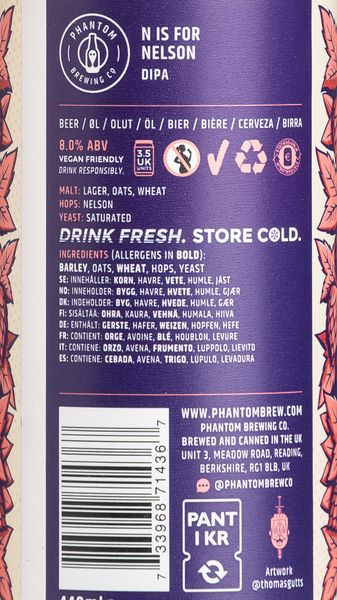 PHANTOM
BREWING CO
N IS FOR
NELSON
DIPA
BEER / ØL / OLUT / ÖL / BIER / BIÈRE / CERVEZA / BIRRA
8.0% ABV
VEGAN FRIENDLY
DRINK RESPONSIBLY.
3.5
UK
UNITS
MALT: LAGER, OATS, WHEAT
HOPS: NELSON
YEAST: SATURATED
DRINK FRESH. STORE COLD.
INGREDIENTS (ALLERGENS IN BOLD):
BARLEY, OATS, WHEAT, HOPS, YEAST
SE: INNEHÅLLER: KORN, HAVRE, VETE, HUMLE, JÄST
NO: INNEHOLDER: BYGG, HAVRE, HVETE, HUMLE, GJÆR
DK: INDEHOLDER: BYG, HAVRE, HVEDE, HUMLE, GÆR
FI: SISÄLTÄÄ: OHRA, KAURA, VEHNÄ, HUMALA, HIIVA
DE: ENTHÄLT: GERSTE, HAFER, WEIZEN, HOPFEN, HEFE
FR: CONTIENT: ORGE, AVOINE, BLÉ, HOUBLON, LEVURE
IT: CONTIENE: ORZO, AVENA, FRUMENTO, LUPPOLO, LIEVITO
ES: CONTIENE: CEBADA, AVENA, TRIGO, LÚPULO, LEVADURA
WWW.PHANTOMBREW.COM
PHANTOM BREWING CO.
BREWED AND CANNED IN THE UK
UNIT 3, MEADOW ROAD, READING,
BERKSHIRE, RG1 8LB, UK
@PHANTOMBREWCO
7 33968 71436 7
PANT
1 KR
Artwork
@thomasgutts
440ml